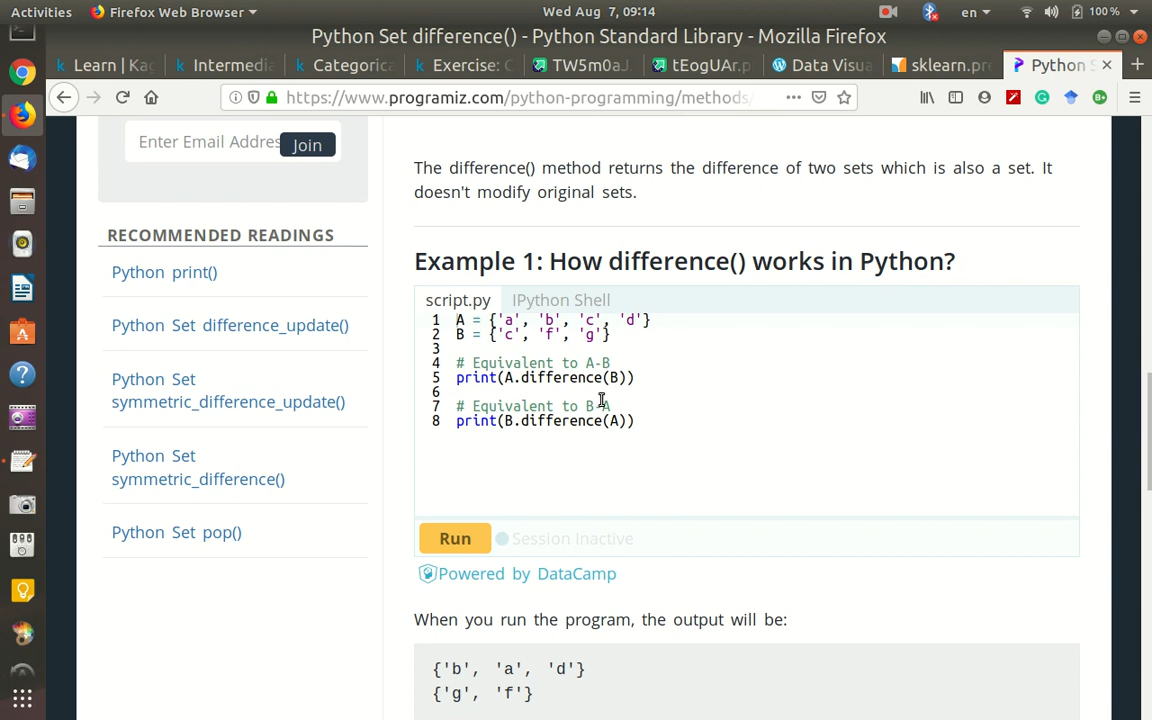 Activities Firefox Web Browser Wed Aug 7, 09:14 en 100 %
Python Set difference() - Python Standard Library - Mozilla Firefox
Learn | Kag Intermedia Categorica Exercise: C TW5m0aJ tEogUAr.p Data Visua sklearn.pre Python S
https://www.programiz.com/python-programming/methods/
Enter Email Address Join
RECOMMENDED READINGS
Python print()
Python Set difference_update()
Python Set
symmetric_difference_update()
Python Set
symmetric_difference()
Python Set pop()
The difference() method returns the difference of two sets which is also a set. It
doesn't modify original sets.
Example 1: How difference() works in Python?
script.py IPython Shell
1 A = {'a', 'b', 'c', 'd'}
2 B = {'c', 'f', 'g'}
3
4 # Equivalent to A-B
5 print(A.difference(B))
6
7 # Equivalent to B-A
8 print(B.difference(A))
Run Session Inactive
Powered by DataCamp
When you run the program, the output will be:
{'b', 'a', 'd'}
{'g', 'f'}